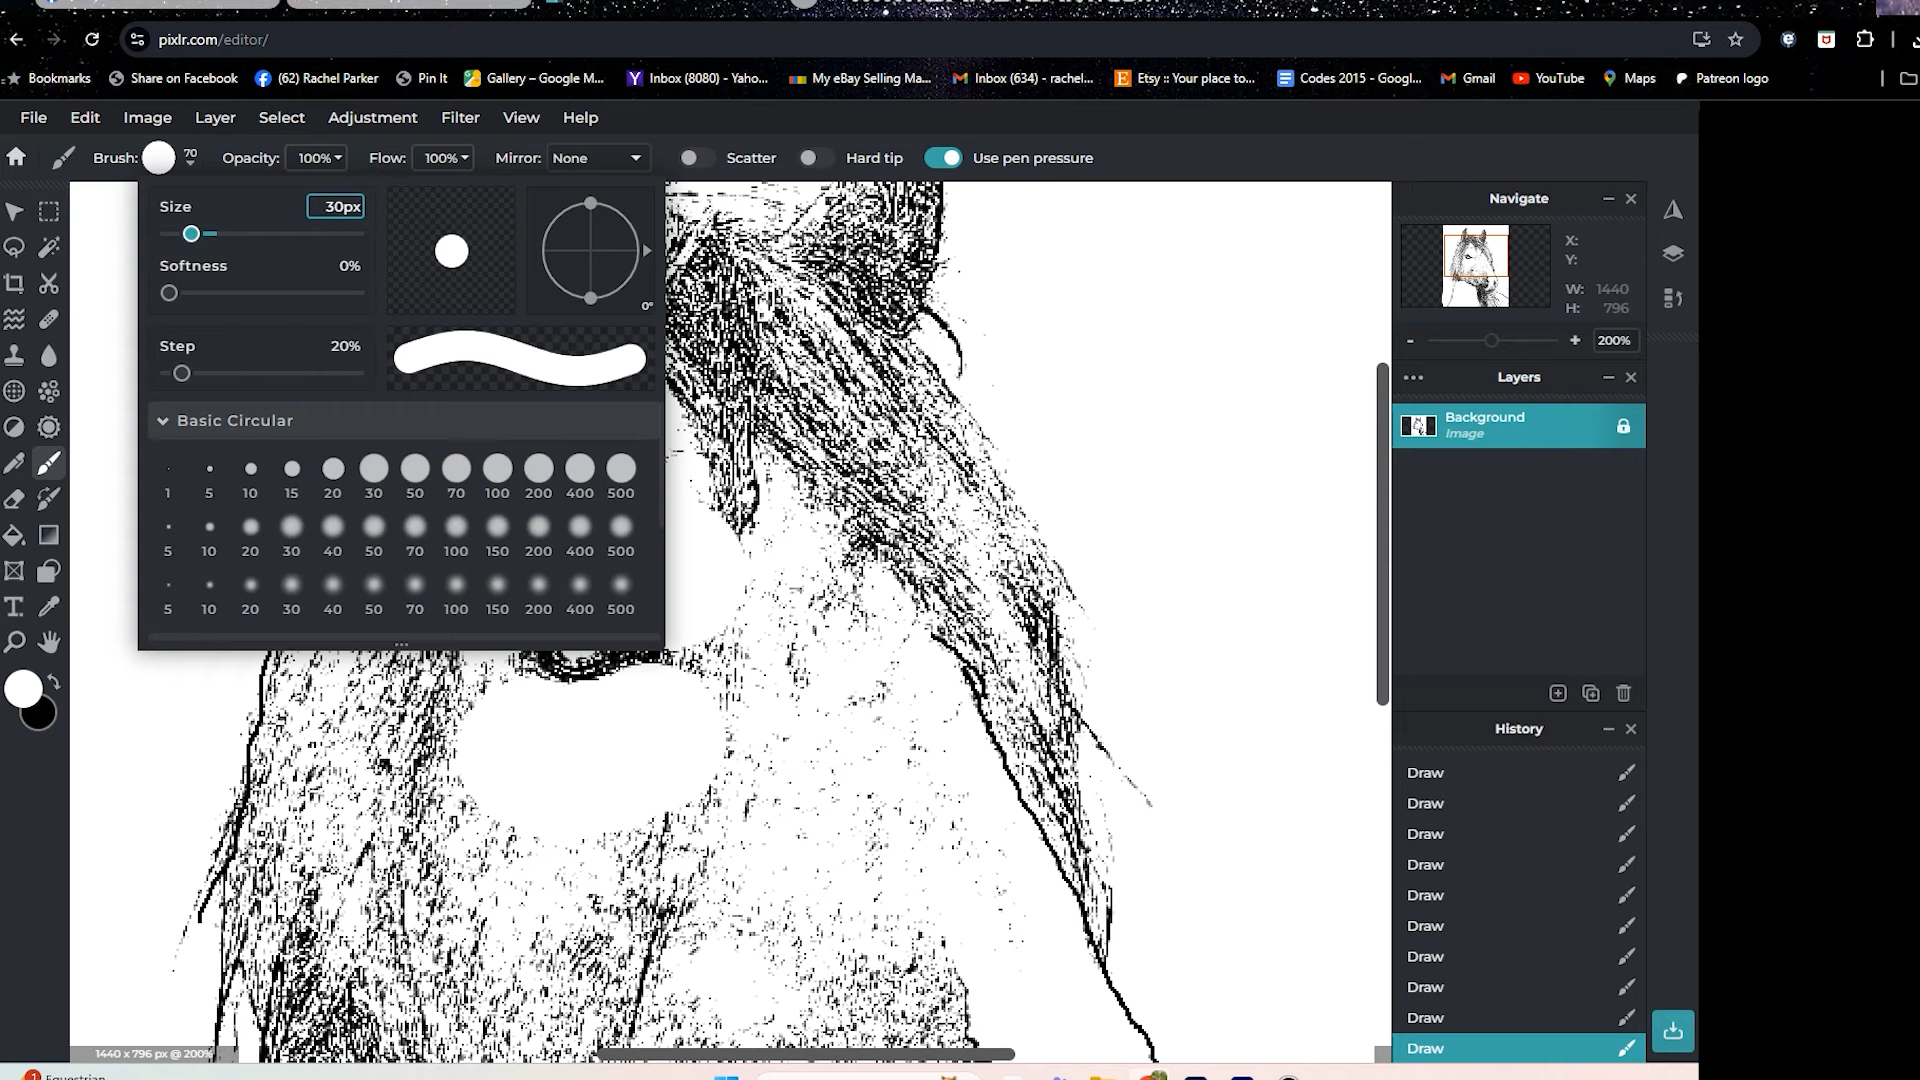 pixlr.com/editor/
Bookmarks Share on Facebook (62) Rachel Parker Pin It Gallery – Google M... Inbox (8080) - Yaho... My eBay Selling Ma... Inbox (634) - rachel... Etsy :: Your place to... Codes 2015 - Googl... Gmail YouTube Maps Patreon logo
File Edit Image Layer Select Adjustment Filter View Help
Brush: 70 Opacity: 100% Flow: 100% Mirror: None Scatter Hard tip Use pen pressure
Size 30px
Softness 0%
0°
Step 20%
Basic Circular
1 5 10 15 20 30 50 70 100 200 400 500
5 10 20 30 40 50 70 100 150 200 400 500
5 10 20 30 40 50 70 100 150 200 400 500
Navigate
X:
Y:
W: 1440
H: 796
- + 200%
Layers
Background
Image
History
Draw
Draw
Draw
Draw
Draw
Draw
Draw
Draw
Draw
Draw
1440 x 796 px @ 200%
1 Equestrian